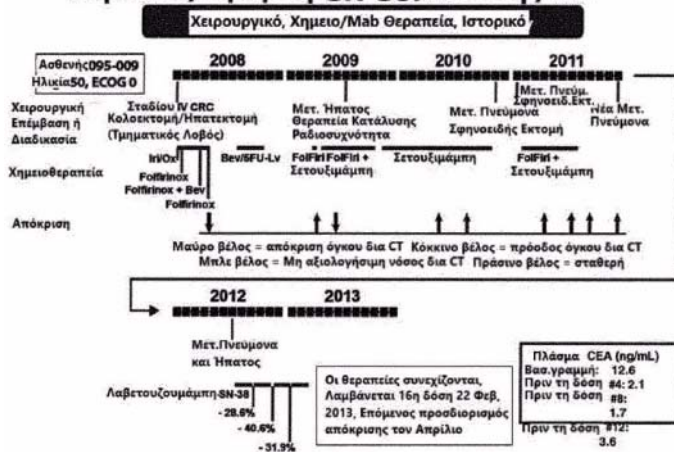 Χειρουργικό, Χημειο/Mab Θεραπεία, Ιστορικό
Ασθενής095-009
Ηλικία50, ECOG 0
2008 2009 2010 2011
Χειρουργική
Επέμβαση ή
Διαδικασία
Σταδίου IV CRC
Κολοεκτομή/Ηπατεκτομή
(Τμηματικός Λοβός)
Μετ. Ήπατος
Θεραπεία Κατάλυσης
Ραδιοσυχνότητα
Μετ. Πνεύμονα
Σφηνοειδής Εκτομή
Μετ. Πνεύμ.
Σφηνοειδ.Εκτ.
Νέα Μετ.
Πνεύμονα
Χημειοθεραπεία
Iri/Ox
Folfirinox
Folfirinox + Bev
Folfirinox
Bev/5FU-Lv
FolFiri FolFiri +
Σετουξιμάμπη
Σετουξιμάμπη
FolFiri +
Σετουξιμάμπη
Απόκριση
Μαύρο βέλος = απόκριση όγκου δια CT Κόκκινο βέλος = πρόοδος όγκου δια CT
Μπλε βέλος = Μη αξιολογήσιμη νόσος δια CT Πράσινο βέλος = σταθερή
2012 2013
Μετ.Πνεύμονα
και Ήπατος
Λαβετουζουμάμπη-SN-38
- 28.6%
- 40.6%
- 31.9%
Οι θεραπείες συνεχίζονται,
Λαμβάνεται 16η δόση 22 Φεβ,
2013, Επόμενος προσδιορισμός
απόκρισης τον Απρίλιο
Πλάσμα CEA (ng/mL)
Βασ.γραμμή: 12.6
Πριν τη δόση #4: 2.1
Πριν τη δόση #8:
1.7
Πριν τη δόση #12:
3.6